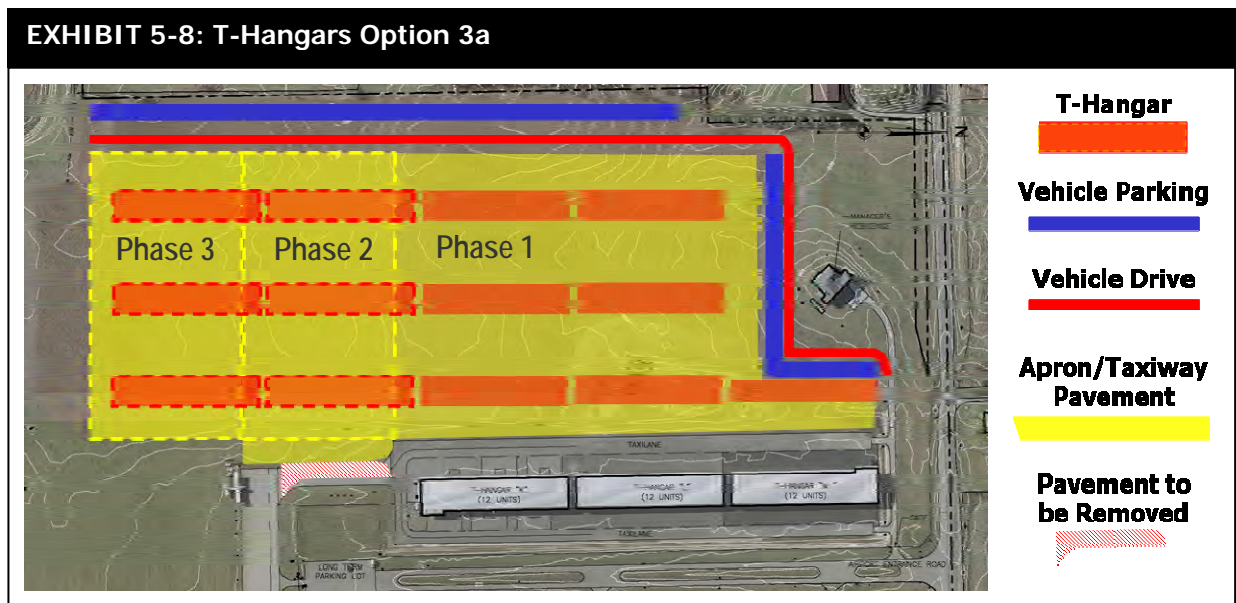 EXHIBIT 5-8: T-Hangars Option 3a
T-Hangar
Vehicle Parking
Vehicle Drive
Apron/Taxiway
Pavement
Pavement to
be Removed
N
MANAGER'S
Phase 3
Phase 2
Phase 1
TAXILANE
T-HANGAR
(12 UNITS)
T-HANGAR
(12 UNITS)
T-HANGAR
(12 UNITS)
TAXILANE
LONG TERM
PARKING LOT
ENTRANCE ROAD